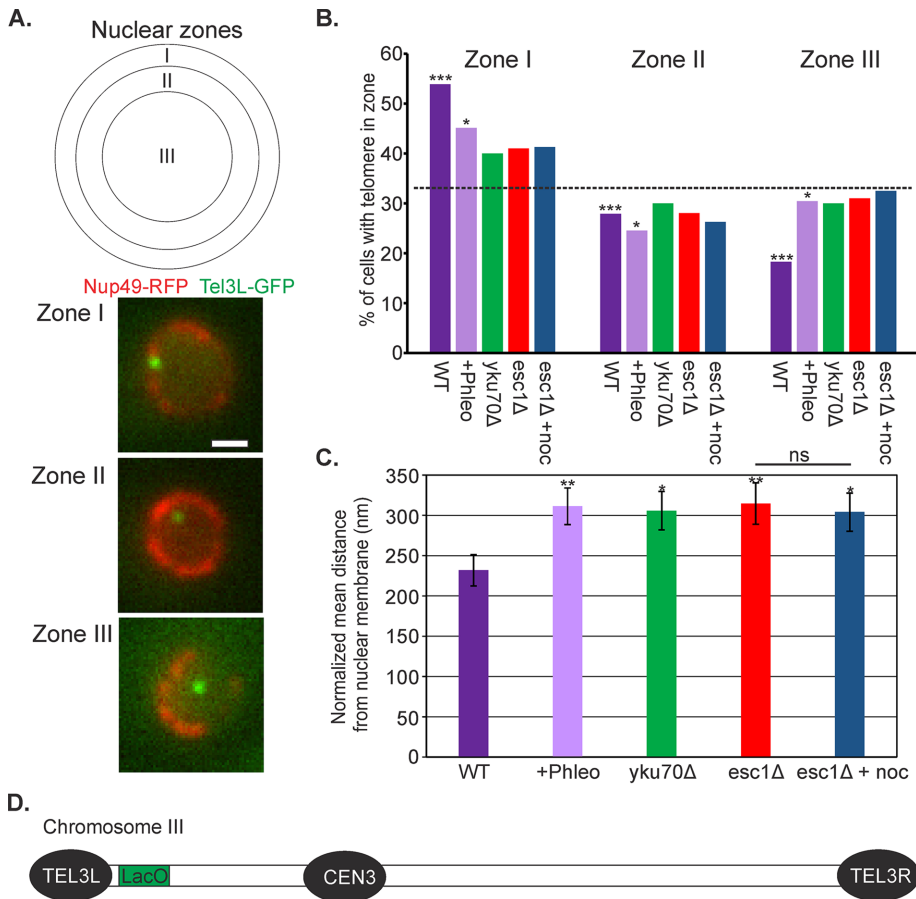 A.
Nuclear zones
I
II
III
Nup49-RFP Tel3L-GFP
Zone I
Zone II
Zone III
B.
% of cells with telomere in zone
60
50
40
30
20
10
0
Zone I Zone II Zone III
*** *
*** *
*** *
WT +Phleo yku70Δ esc1Δ esc1Δ +noc
WT +Phleo yku70Δ esc1Δ esc1Δ +noc
WT +Phleo yku70Δ esc1Δ esc1Δ +noc
C.
Normalized mean distance
from nuclear membrane (nm)
350
300
250
200
150
100
50
0
ns
** * ** *
WT +Phleo yku70Δ esc1Δ esc1Δ + noc
D.
Chromosome III
TEL3L LacO CEN3 TEL3R